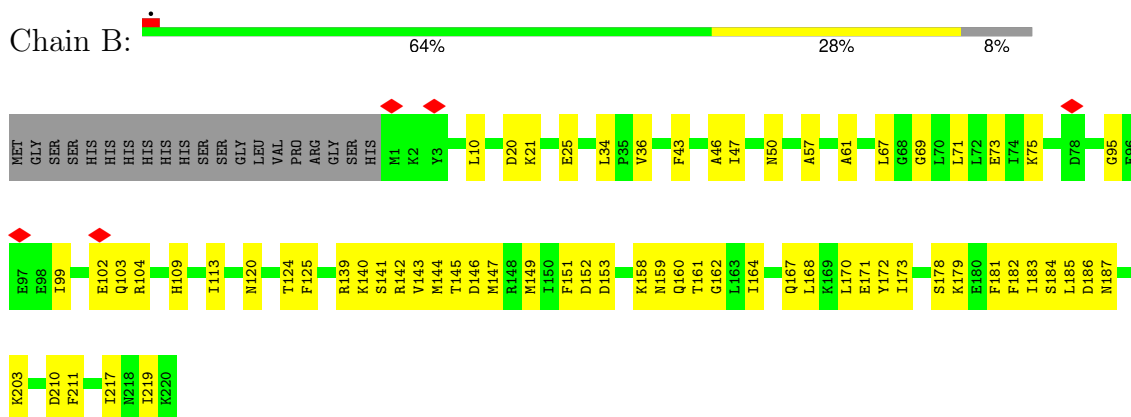 Chain B:
64% 28% 8%
MET GLY SER SER HIS HIS HIS HIS HIS HIS SER SER GLY LEU VAL PRO ARG GLY SER HIS M1 K2 Y3 L10 D20 K21 E25 L34 P35 V36 F43 A46 I47 N50 A57 A61 L67 G68 G69 L70 L71 L72 E73 I74 K75 D78 G95 E96
E97 E98 I99 E102 Q103 R104 H109 I113 N120 T124 F125 R139 K140 S141 R142 V143 M144 T145 D146 M147 R148 M149 I150 F151 D152 D153 K158 N159 Q160 T161 G162 L163 I164 Q167 L168 K169 L170 E171 Y172 I173 S178 K179 E180 F181 F182 I183 S184 L185 D186 N187
K203 D210 F211 I217 N218 I219 K220